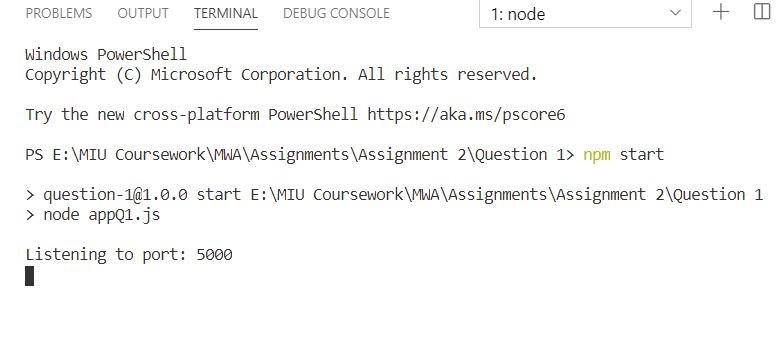 PROBLEMS OUTPUT TERMINAL DEBUG CONSOLE 1: node
Windows PowerShell
Copyright (C) Microsoft Corporation. All rights reserved.
Try the new cross-platform PowerShell https://aka.ms/pscore6
PS E:\MIU Coursework\MWA\Assignments\Assignment 2\Question 1> npm start
> question-1@1.0.0 start E:\MIU Coursework\MWA\Assignments\Assignment 2\Question 1
> node appQ1.js
Listening to port: 5000